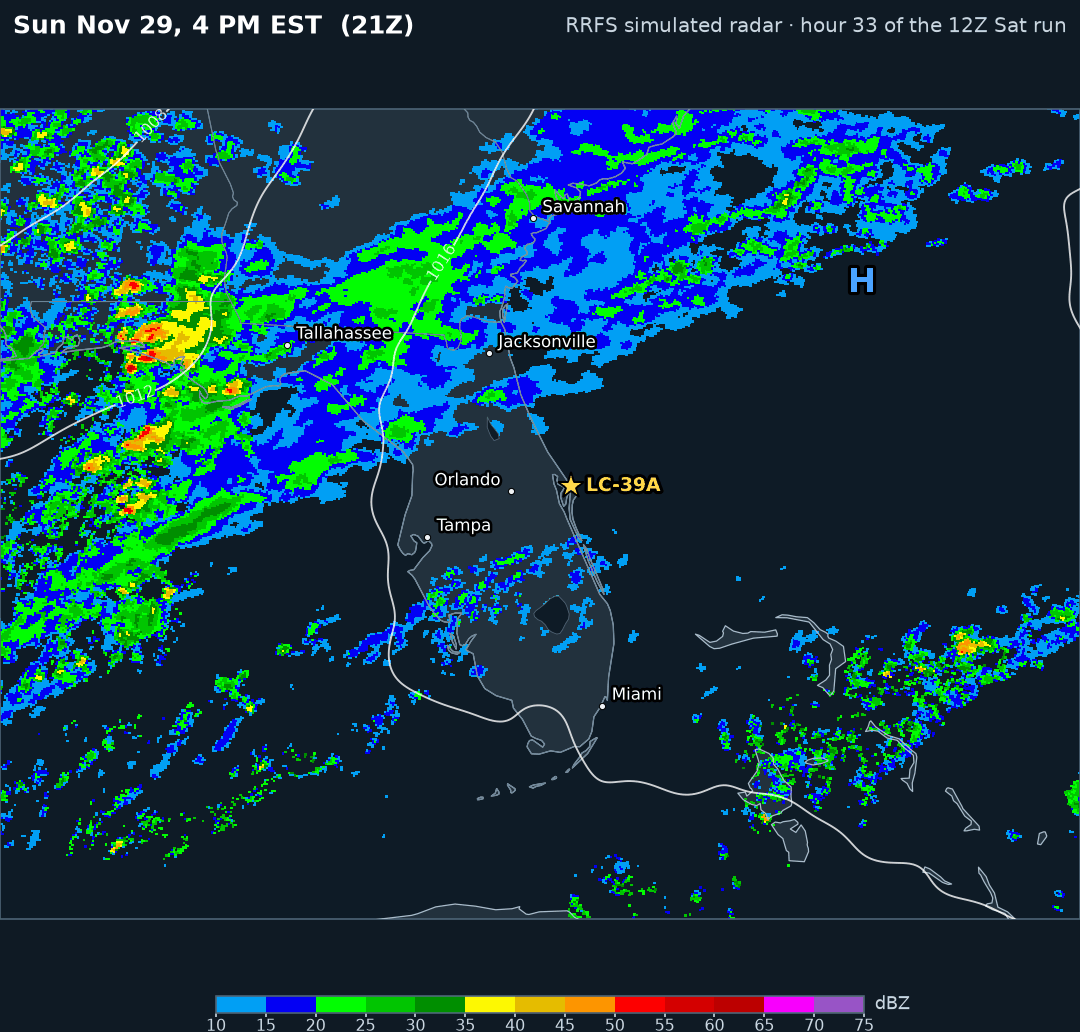 Sun Nov 29, 4 PM EST (21Z)
RRFS simulated radar · hour 33 of the 12Z Sat run
1008
Savannah
1016
H
Tallahassee
Jacksonville
1012
Orlando
LC-39A
Tampa
Miami
dBZ
10 15 20 25 30 35 40 45 50 55 60 65 70 75